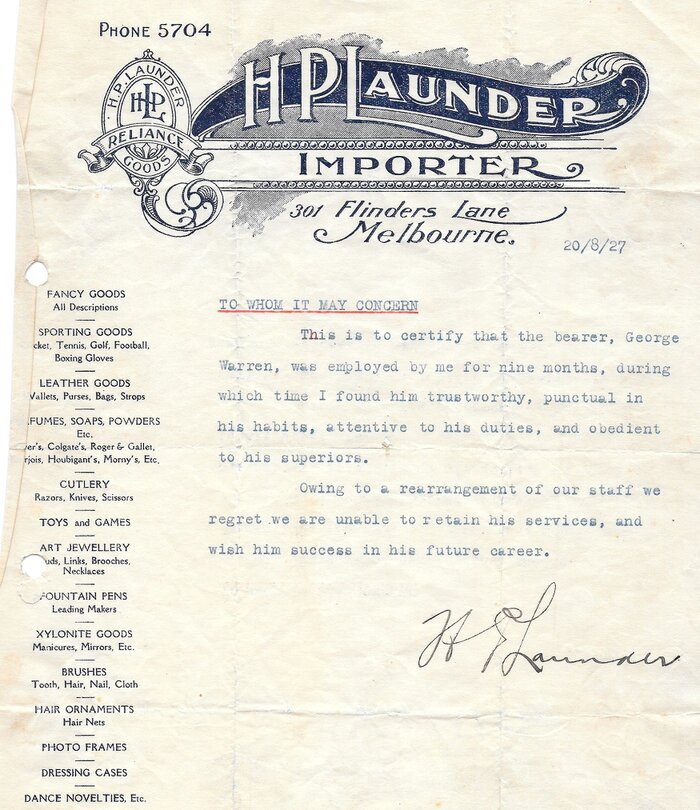 PHONE 5704
H.P. LAUNDER
HPL
RELIANCE
GOODS
H P LAUNDER
IMPORTER
301 Flinders Lane
Melbourne.
20/8/27
FANCY GOODS
All Descriptions
SPORTING GOODS
cket, Tennis, Golf, Football,
Boxing Gloves
LEATHER GOODS
Wallets, Purses, Bags, Strops
FUMES, SOAPS, POWDERS
Etc.
er's, Colgate's, Roger & Gallet,
rjois, Houbigant's, Morny's, Etc.
CUTLERY
Razors, Knives, Scissors
TOYS and GAMES
ART JEWELLERY
uds, Links, Brooches,
Necklaces
FOUNTAIN PENS
Leading Makers
XYLONITE GOODS
Manicures, Mirrors, Etc.
BRUSHES
Tooth, Hair, Nail, Cloth
HAIR ORNAMENTS
Hair Nets
PHOTO FRAMES
DRESSING CASES
DANCE NOVELTIES, Etc.
TO WHOM IT MAY CONCERN
This is to certify that the bearer, George
Warren, was employed by me for nine months, during
which time I found him trustworthy, punctual in
his habits, attentive to his duties, and obedient
to his superiors.
Owing to a rearrangement of our staff we
regret we are unable to retain his services, and
wish him success in his future career.
H P Launder